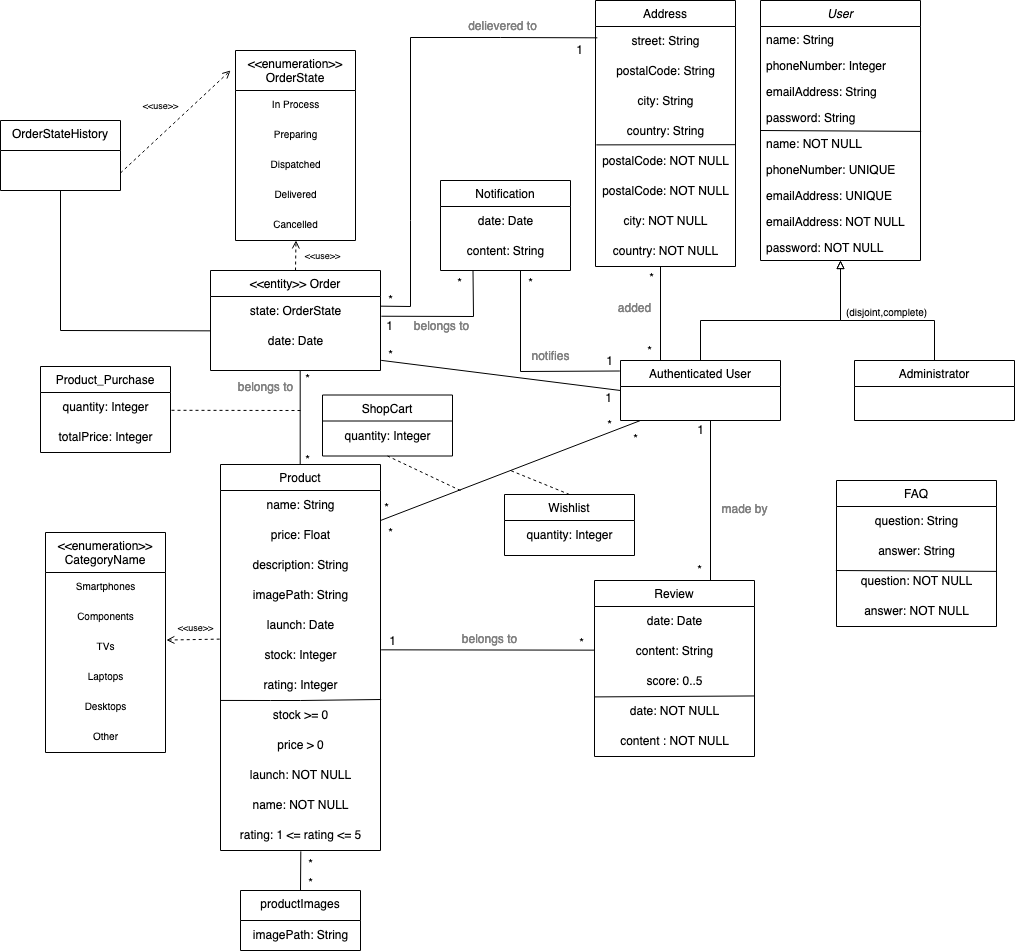 delievered to
1
Address
street: String
postalCode: String
city: String
country: String
postalCode: NOT NULL
postalCode: NOT NULL
city: NOT NULL
country: NOT NULL
*
User
name: String
phoneNumber: Integer
emailAddress: String
password: String
name: NOT NULL
phoneNumber: UNIQUE
emailAddress: UNIQUE
emailAddress: NOT NULL
password: NOT NULL
(disjoint,complete)
<<enumeration>>
OrderState
In Process
Preparing
Dispatched
Delivered
Cancelled
<<use>>
OrderStateHistory
<<use>>
Notification
date: Date
content: String
*
*
<<entity>> Order
state: OrderState
date: Date
*
1
belongs to
*
added
*
notifies
1
1
Authenticated User
Administrator
belongs to
*
*
Product_Purchase
quantity: Integer
totalPrice: Integer
ShopCart
quantity: Integer
*
*
1
*
*
Wishlist
quantity: Integer
made by
*
Product
name: String
price: Float
description: String
imagePath: String
launch: Date
stock: Integer
rating: Integer
stock >= 0
price > 0
launch: NOT NULL
name: NOT NULL
rating: 1 <= rating <= 5
<<enumeration>>
CategoryName
Smartphones
Components
TVs
Laptops
Desktops
Other
<<use>>
1
belongs to
*
Review
date: Date
content: String
score: 0..5
date: NOT NULL
content : NOT NULL
FAQ
question: String
answer: String
question: NOT NULL
answer: NOT NULL
*
*
productImages
imagePath: String